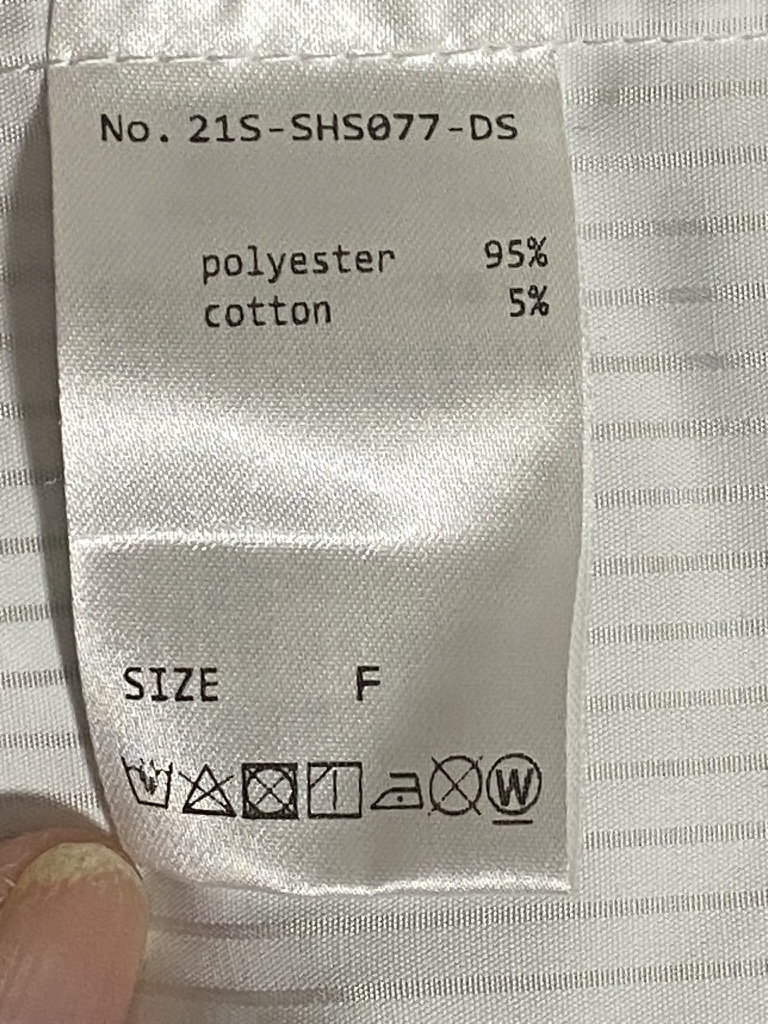 No. 21S-SHS077-DS
polyester 95%
cotton 5%
SIZE F
W